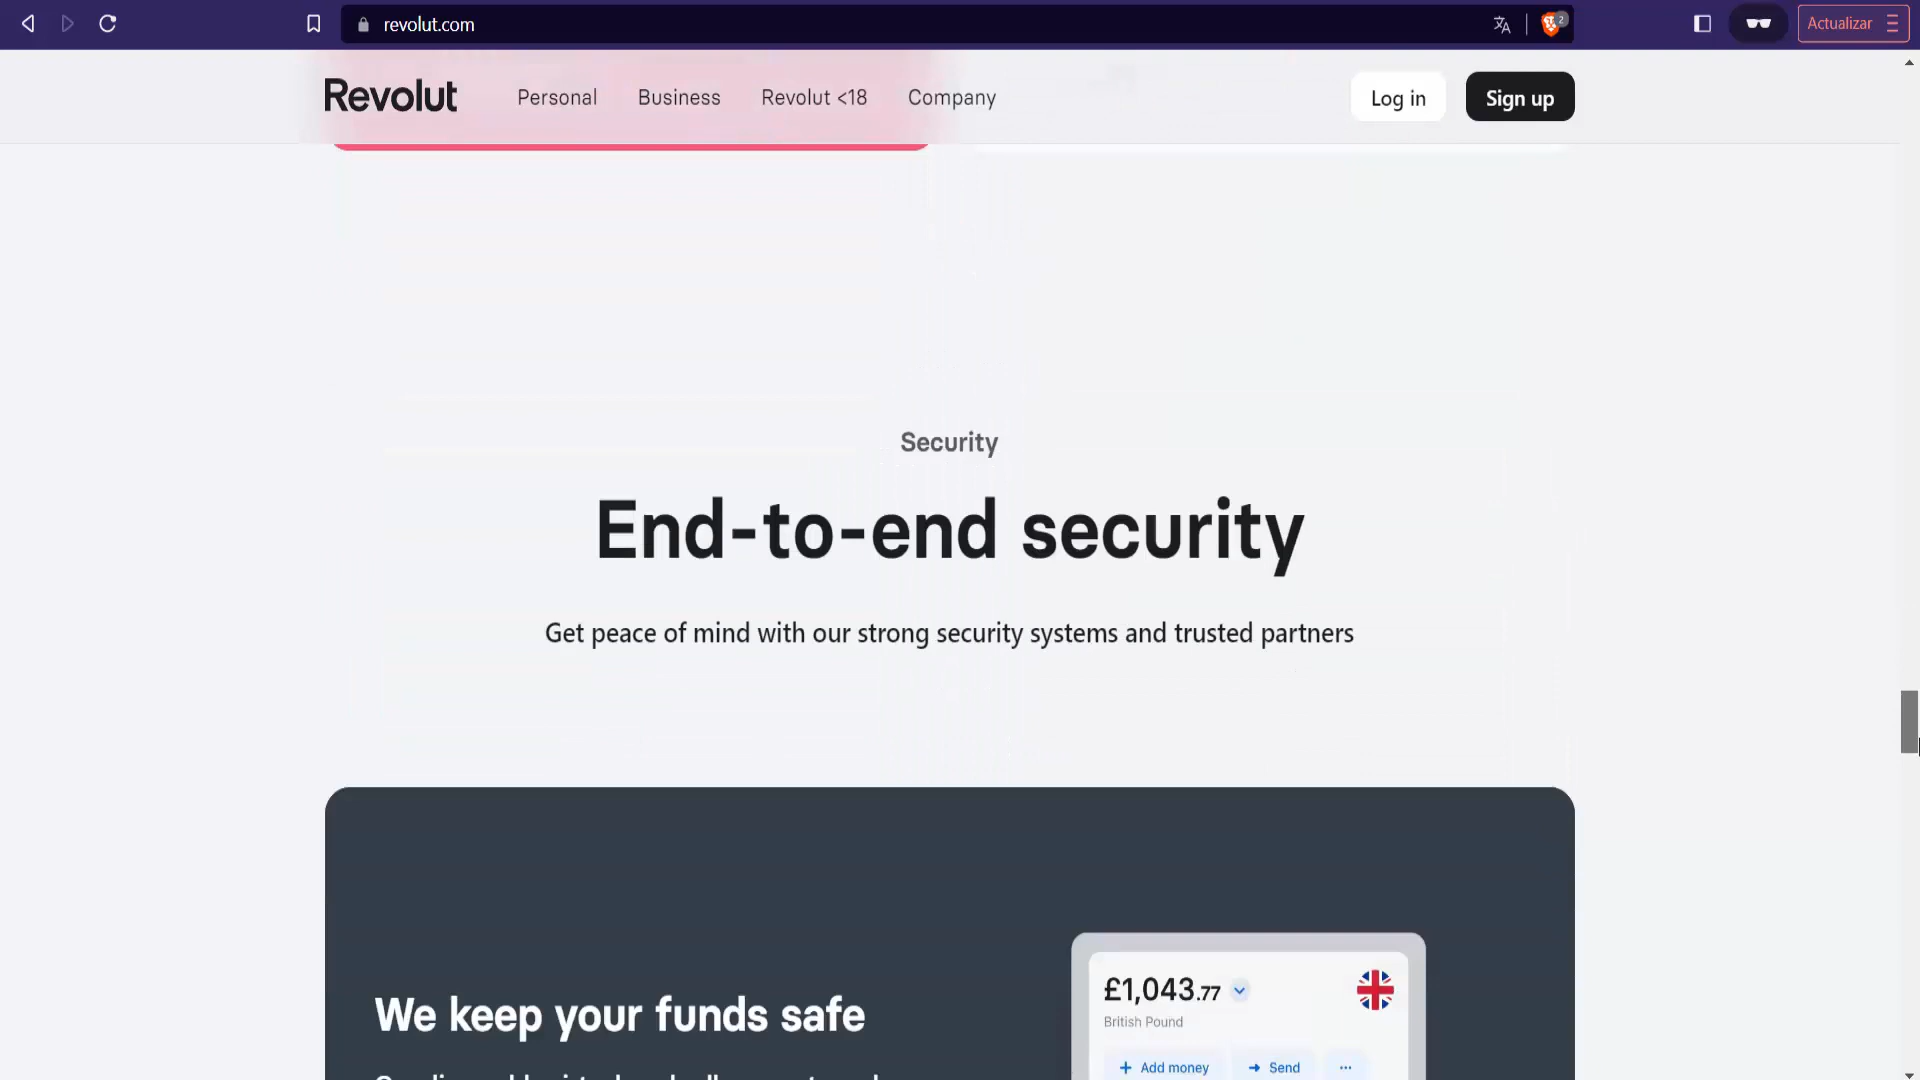 revolut.com
2
Actualizar
Revolut Personal Business Revolut <18 Company Log in Sign up
Security
End-to-end security
Get peace of mind with our strong security systems and trusted partners
We keep your funds safe
£1,043.77
British Pound
+ Add money → Send ...